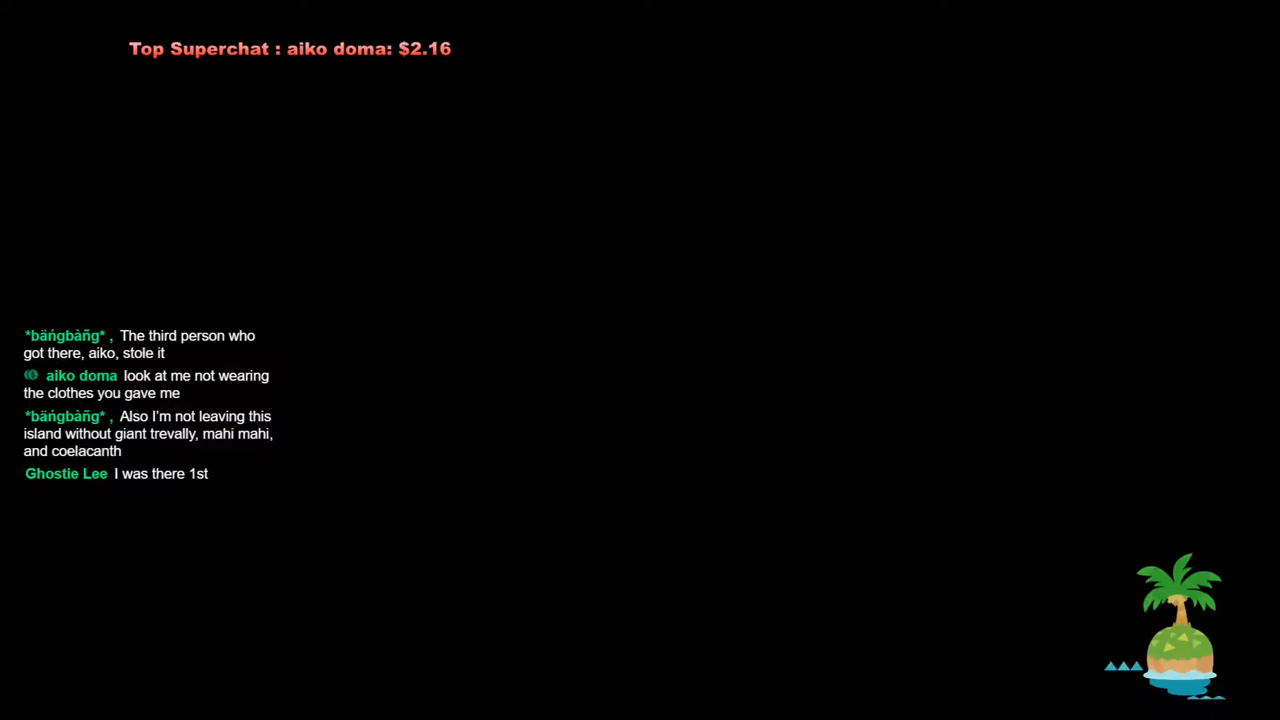 Top Superchat : aiko doma: $2.16
*bäńgbàñg* , The third person who
got there, aiko, stole it
aiko doma look at me not wearing
the clothes you gave me
*bäńgbàñg* , Also I'm not leaving this
island without giant trevally, mahi mahi,
and coelacanth
Ghostie Lee I was there 1st